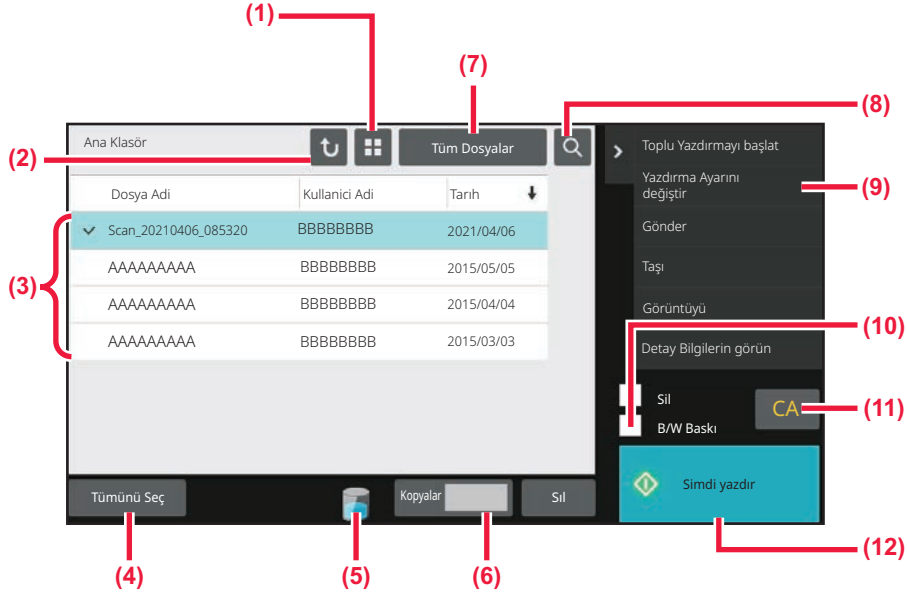 (1)
(7)
(8)
(2)
Ana Klasör
Tüm Dosyalar
Toplu Yazdırmayı başlat
Dosya Adi
Kullanici Adi
Tarıh
Yazdırma Ayarını
değiştir
(9)
(3)
Scan_20210406_085320
BBBBBBBB
2021/04/06
Gönder
AAAAAAAAA
BBBBBBBB
2015/05/05
Taşı
AAAAAAAAA
BBBBBBBB
2015/04/04
Görüntüyü
(10)
AAAAAAAAA
BBBBBBBB
2015/03/03
Detay Bilgilerin görün
Sil
CA
(11)
B/W Baskı
Tümünü Seç
Kopyalar
Sıl
Simdi yazdır
(12)
(4)
(5)
(6)